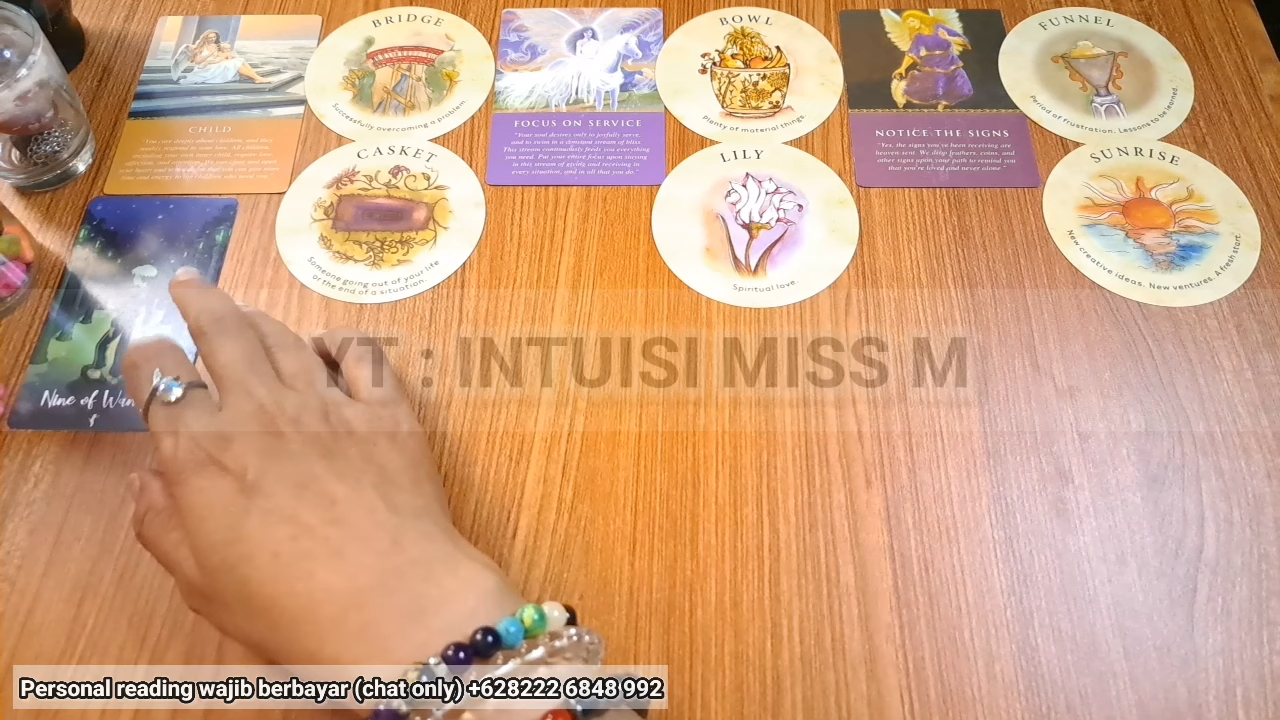 BRIDGE
Successfully overcoming a problem.
BOWL
Plenty of material things.
FUNNEL
Period of frustration. Lessons to be learned.
CHILD
FOCUS ON SERVICE
"Your soul desires only to joyfully serve,
and to swim in a constant stream of bliss.
This stream continuously feeds you everything
you need. Put your entire focus upon staying
in this stream of giving and receiving in
every situation, and in all that you do."
NOTICE THE SIGNS
"Yes, the signs you've been receiving are
heaven-sent. We drop feathers, coins, and
other signs upon your path to remind you
that you're loved and never alone."
CASKET
Someone going out of your life
or the end of a situation.
LILY
Spiritual love.
SUNRISE
New creative ideas. New ventures. A fresh start.
Nine of Wan
YT : INTUISI MISS M
Personal reading wajib berbayar (chat only) +628222 6848 992